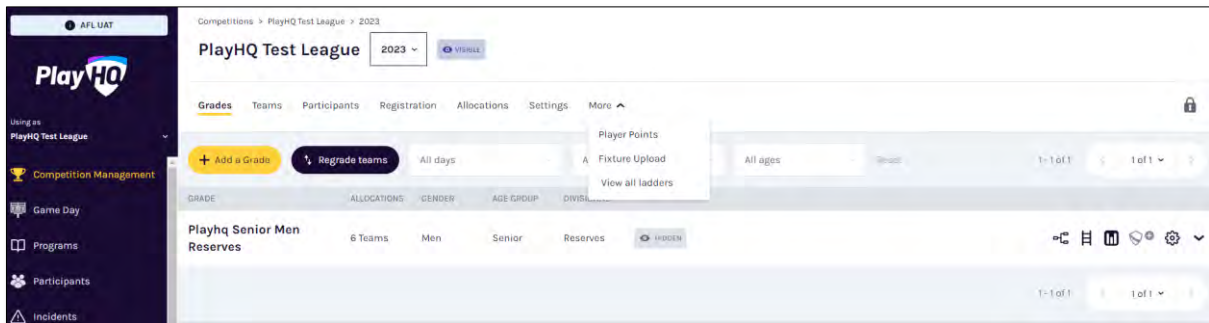 AFL UAT
PlayHQ
Using as
PlayHQ Test League
Competition Management
Game Day
Programs
Participants
Incidents
Competitions > PlayHQ Test League > 2023
PlayHQ Test League 2023 VISIBLE
Grades Teams Participants Registration Allocations Settings More
Player Points
Fixture Upload
View all ladders
+ Add a Grade Regrade teams All days A All ages Reset 1-1 of 1 1 of 1
GRADE ALLOCATIONS GENDER AGE GROUP
Playhq Senior Men
Reserves
6 Teams Men Senior Reserves HIDDEN
1-1 of 1 1 of 1